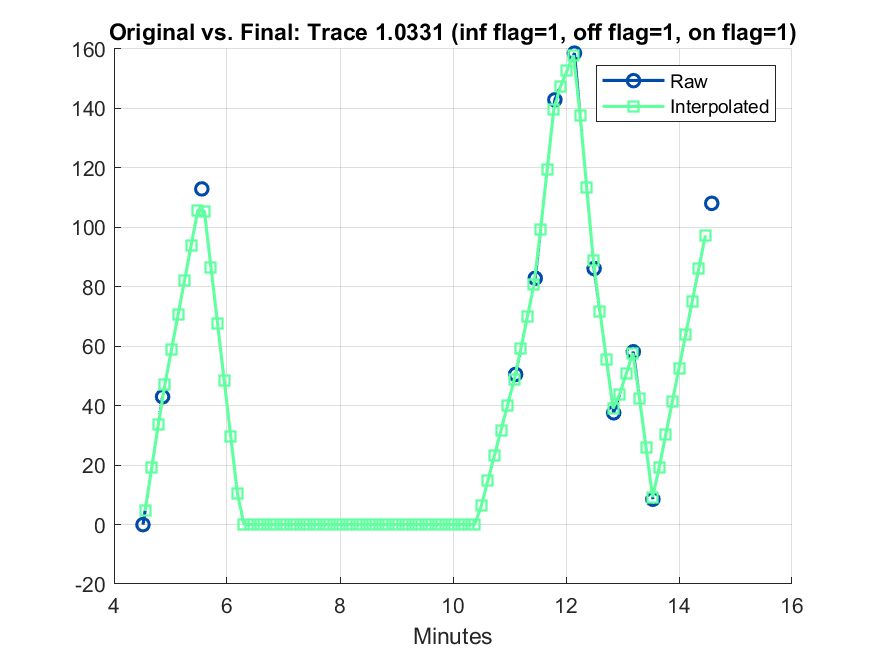 Original vs. Final: Trace 1.0331 (inf flag=1, off flag=1, on flag=1)
160
140
120
100
80
60
40
20
0
-20
Raw
Interpolated
4 6 8 10 12 14 16
Minutes